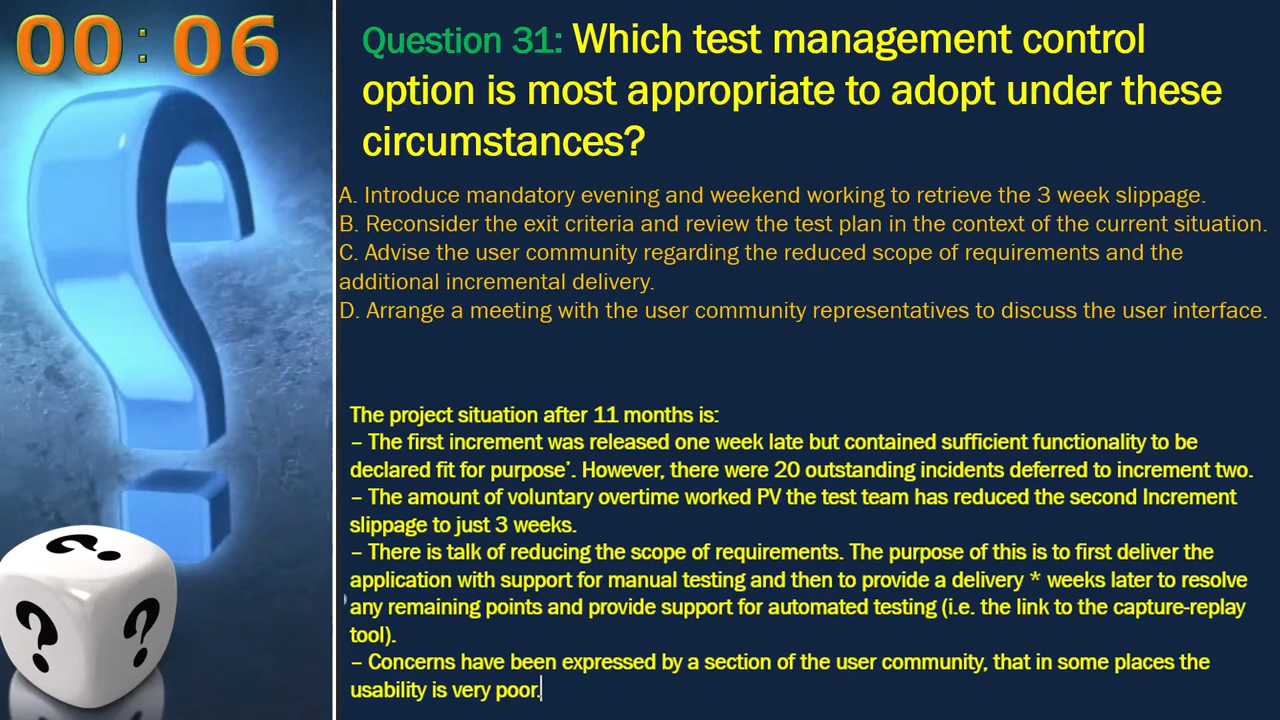 00:06
Question 31: Which test management control
option is most appropriate to adopt under these
circumstances?
A. Introduce mandatory evening and weekend working to retrieve the 3 week slippage.
B. Reconsider the exit criteria and review the test plan in the context of the current situation.
C. Advise the user community regarding the reduced scope of requirements and the
additional incremental delivery.
D. Arrange a meeting with the user community representatives to discuss the user interface.
The project situation after 11 months is:
– The first increment was released one week late but contained sufficient functionality to be
declared fit for purpose’. However, there were 20 outstanding incidents deferred to increment two.
– The amount of voluntary overtime worked PV the test team has reduced the second Increment
slippage to just 3 weeks.
– There is talk of reducing the scope of requirements. The purpose of this is to first deliver the
application with support for manual testing and then to provide a delivery * weeks later to resolve
any remaining points and provide support for automated testing (i.e. the link to the capture-replay
tool).
– Concerns have been expressed by a section of the user community, that in some places the
usability is very poor.
? ? ?